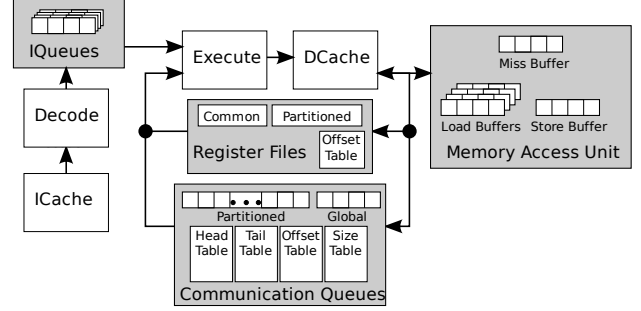 IQueues
Decode
ICache
Execute
DCache
Miss Buffer
Load Buffers
Store Buffer
Memory Access Unit
Common
Partitioned
Register Files
Offset
Table
Partitioned
Global
Head
Table
Tail
Table
Offset
Table
Size
Table
Communication Queues